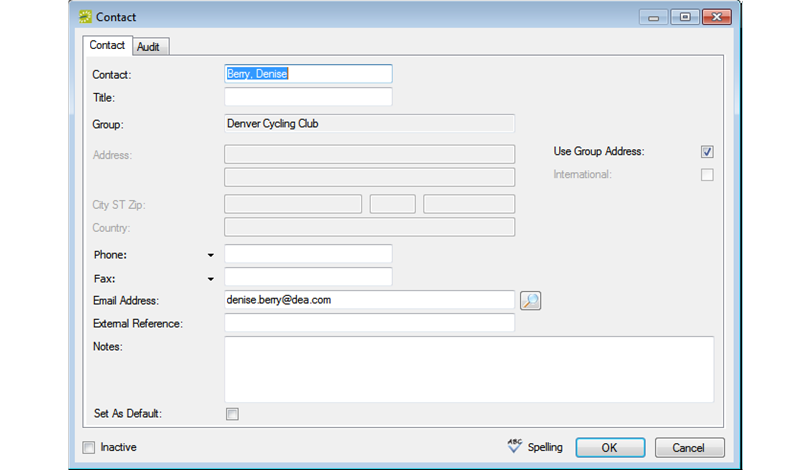 Contact
Contact Audit
Contact: Berry, Denise
Title:
Group: Denver Cycling Club
Address: Use Group Address:
International:
City ST Zip:
Country:
Phone:
Fax:
Email Address: denise.berry@dea.com
External Reference:
Notes:
Set As Default:
Inactive ABC Spelling OK Cancel